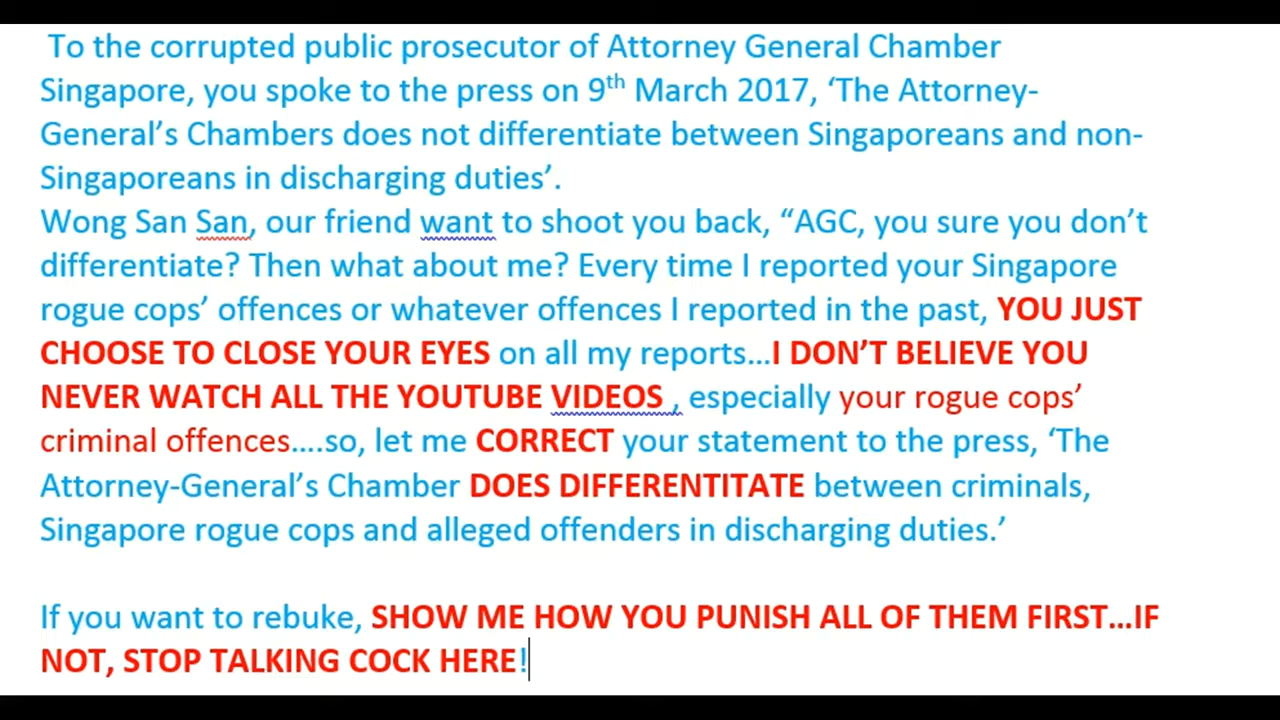 To the corrupted public prosecutor of Attorney General Chamber
Singapore, you spoke to the press on 9th March 2017, ‘The Attorney-
General’s Chambers does not differentiate between Singaporeans and non-
Singaporeans in discharging duties’.
Wong San San, our friend want to shoot you back, “AGC, you sure you don’t
differentiate? Then what about me? Every time I reported your Singapore
rogue cops’ offences or whatever offences I reported in the past, YOU JUST
CHOOSE TO CLOSE YOUR EYES on all my reports…I DON’T BELIEVE YOU
NEVER WATCH ALL THE YOUTUBE VIDEOS , especially your rogue cops’
criminal offences….so, let me CORRECT your statement to the press, ‘The
Attorney-General’s Chamber DOES DIFFERENTITATE between criminals,
Singapore rogue cops and alleged offenders in discharging duties.’
If you want to rebuke, SHOW ME HOW YOU PUNISH ALL OF THEM FIRST…IF
NOT, STOP TALKING COCK HERE!